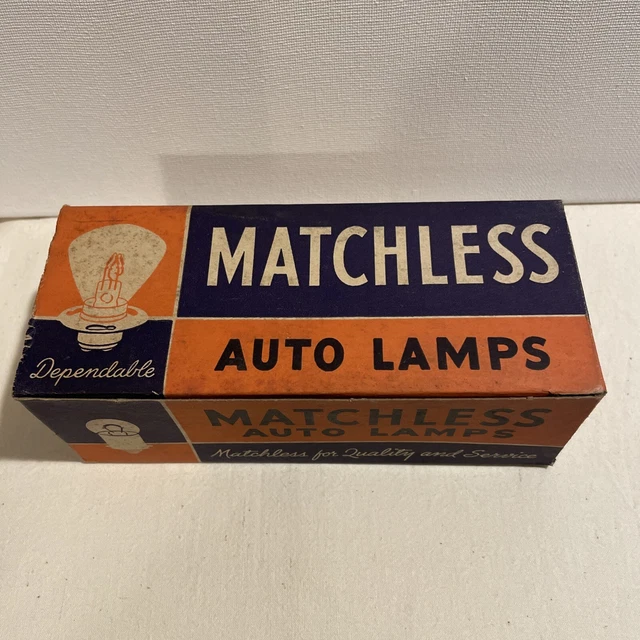 MATCHLESS
AUTO LAMPS
Dependable
MATCHLESS
AUTO LAMPS
Matchless for Quality and Service